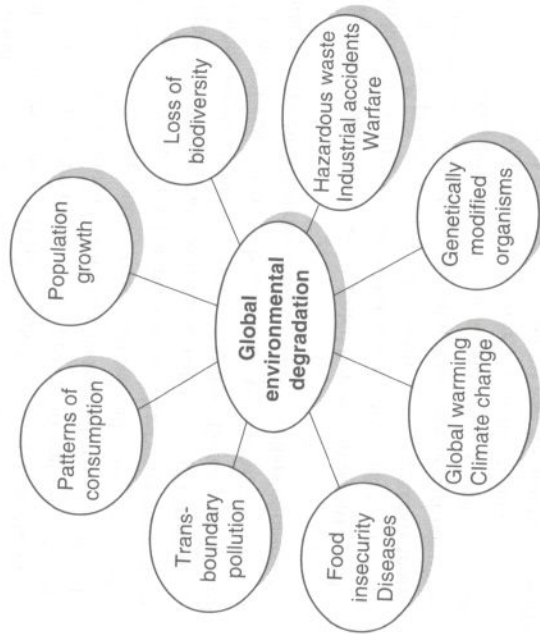 Global
environmental
degradation
Population
growth
Loss of
biodiversity
Hazardous waste
Industrial accidents
Warfare
Genetically
modified
organisms
Global warming
Climate change
Food
insecurity
Diseases
Trans-
boundary
pollution
Patterns of
consumption